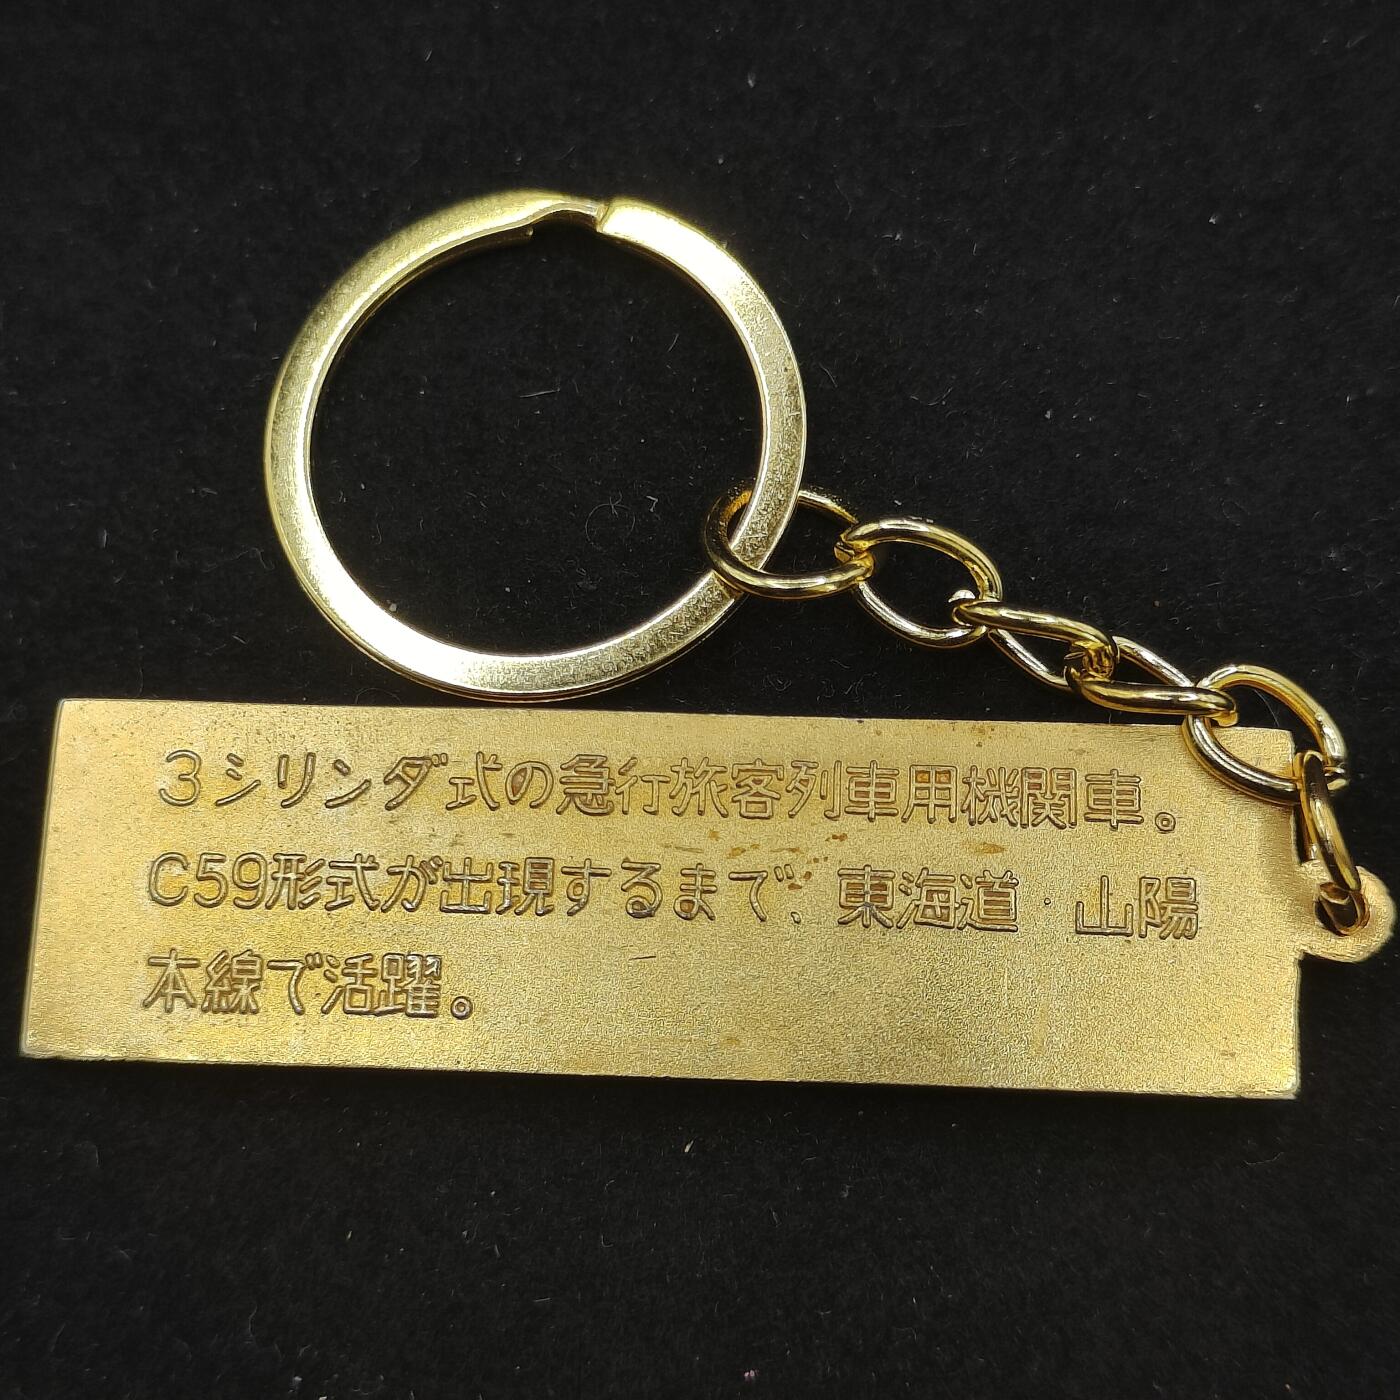 3シリンダ式の急行旅客列車用機関車。
C59形式が出現するまで、東海道・山陽
本線で活躍。